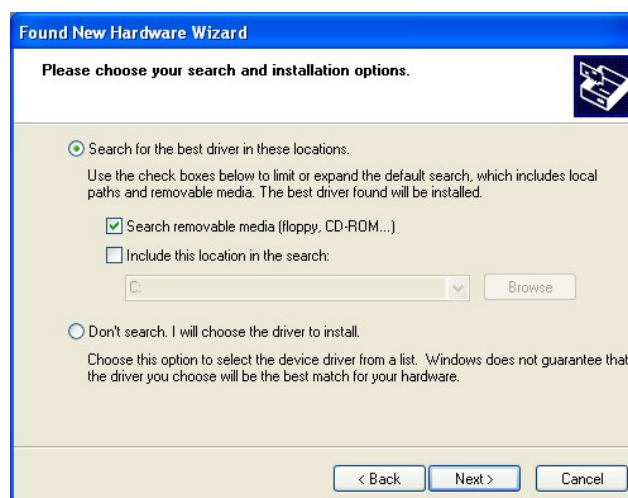 Found New Hardware Wizard
Please choose your search and installation options.
Search for the best driver in these locations.
Use the check boxes below to limit or expand the default search, which includes local
paths and removable media. The best driver found will be installed.
Search removable media (floppy, CD-ROM...)
Include this location in the search:
C:
Browse
Don't search. I will choose the driver to install.
Choose this option to select the device driver from a list. Windows does not guarantee that
the driver you choose will be the best match for your hardware.
< Back Next > Cancel